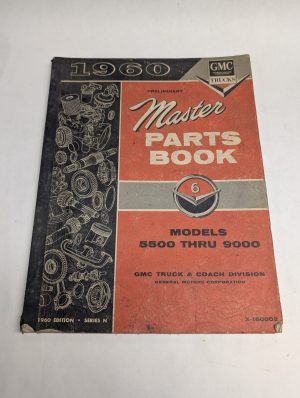 1960
GMC
TRUCKS
PRELIMINARY
Master
PARTS
BOOK
6
MODELS
5500 THRU 9000
GMC TRUCK & COACH DIVISION
GENERAL MOTORS CORPORATION
1960 EDITION • SERIES N